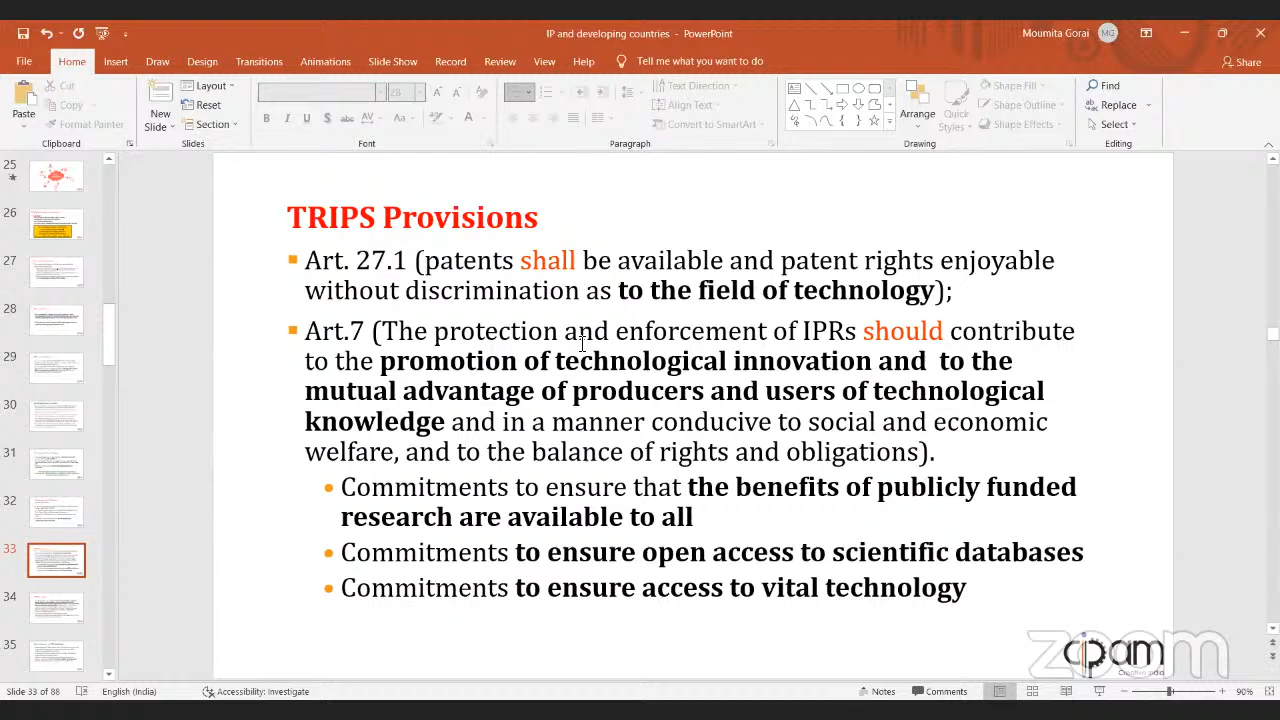 IP and developing countries - PowerPoint
Moumita Gorai
MG
File Home Insert Draw Design Transitions Animations Slide Show Record Review View Help Tell me what you want to do
Share
Paste
Cut
Copy
Format Painter
Clipboard
New Slide
Layout
Reset
Section
Slides
28
Font
Text Direction
Align Text
Convert to SmartArt
Paragraph
Arrange
Quick Styles
Shape Fill
Shape Outline
Shape Effects
Drawing
Find
Replace
Select
Editing
25
26
27
28
29
30
31
32
33
34
35
TRIPS Provisions
Art. 27.1 (patents shall be available and patent rights enjoyable
without discrimination as to the field of technology);
Art.7 (The protection and enforcement of IPRs should contribute
to the promotion of technological innovation and to the
mutual advantage of producers and users of technological
knowledge and in a manner conducive to social and economic
welfare, and to the balance of rights and obligations).
Commitments to ensure that the benefits of publicly funded
research are available to all
Commitments to ensure open access to scientific databases
Commitments to ensure access to vital technology
zoom
cipam
Creative India
Slide 33 of 88 English (India) Accessibility: Investigate Notes Comments 90%